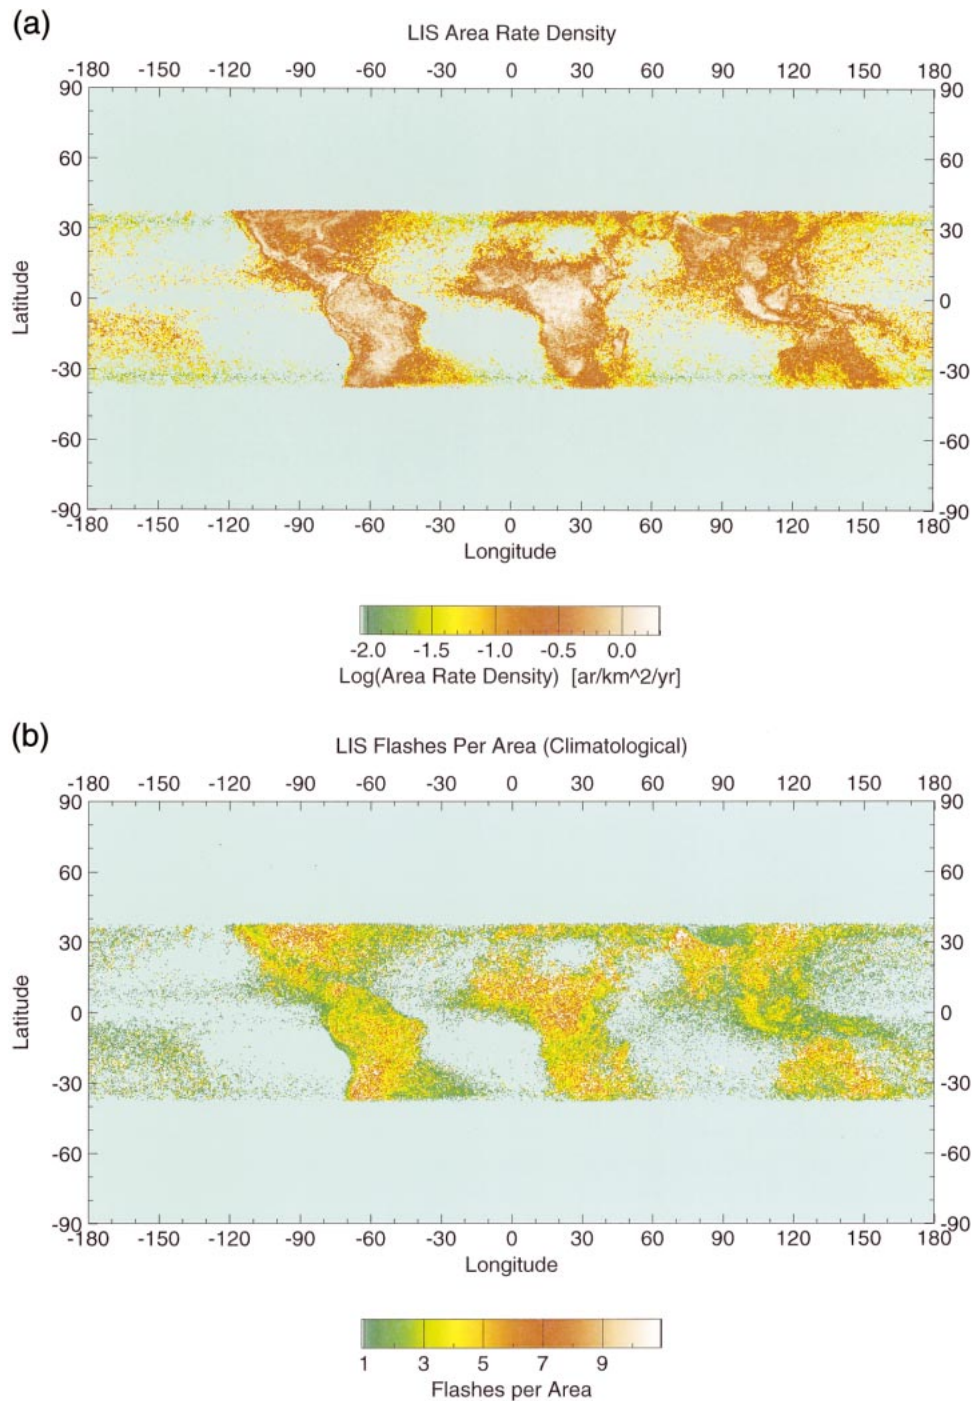 (a)
LIS Area Rate Density
-180 -120 -90 -60 -30 0 30 60 90 120 150 180
90 90
60 60
30 30
0 0
-30 -30
-60 -60
-90 -90
Latitude
-180 -150 -120 -90 -60 -30 0 30 60 90 120 150 180
Longitude
-2.0 -1.5 -1.0 -0.5 0.0
Log(Area Rate Density) [ar/km^2/yr]
(b)
LIS Flashes Per Area (Climatological)
-180 -120 -90 -60 -30 0 30 60 90 120 150 180
90 90
60 60
30 30
0 0
-30 -30
-60 -60
-90 -90
Latitude
-180 -150 -120 -90 -60 -30 0 30 60 90 120 150 180
Longitude
1 3 5 7 9
Flashes per Area